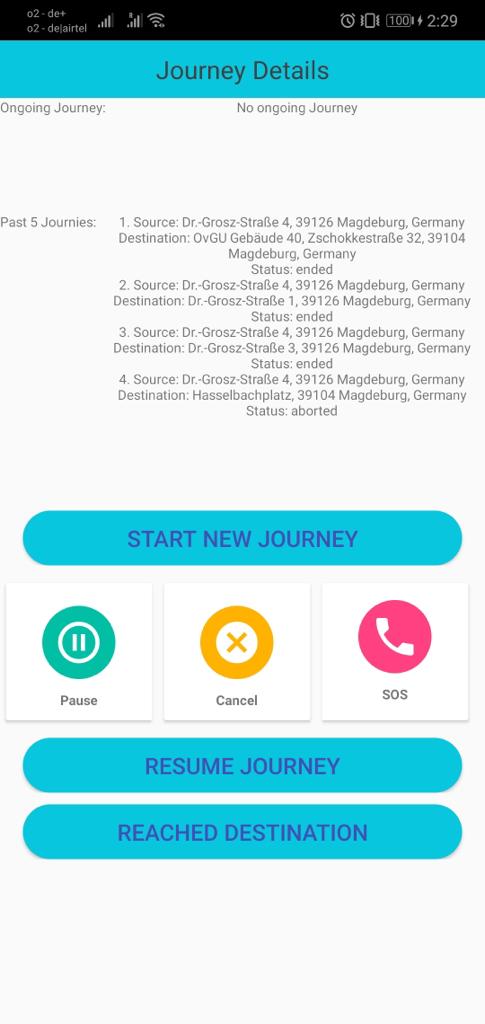 o2 - de+
o2 - de|airtel
100
2:29
Journey Details
Ongoing Journey: No ongoing Journey
Past 5 Journies: 1. Source: Dr.-Grosz-Straße 4, 39126 Magdeburg, Germany
Destination: OvGU Gebäude 40, Zschokkestraße 32, 39104
Magdeburg, Germany
Status: ended
2. Source: Dr.-Grosz-Straße 4, 39126 Magdeburg, Germany
Destination: Dr.-Grosz-Straße 1, 39126 Magdeburg, Germany
Status: ended
3. Source: Dr.-Grosz-Straße 4, 39126 Magdeburg, Germany
Destination: Dr.-Grosz-Straße 3, 39126 Magdeburg, Germany
Status: ended
4. Source: Dr.-Grosz-Straße 4, 39126 Magdeburg, Germany
Destination: Hasselbachplatz, 39104 Magdeburg, Germany
Status: aborted
START NEW JOURNEY
Pause
Cancel
SOS
RESUME JOURNEY
REACHED DESTINATION